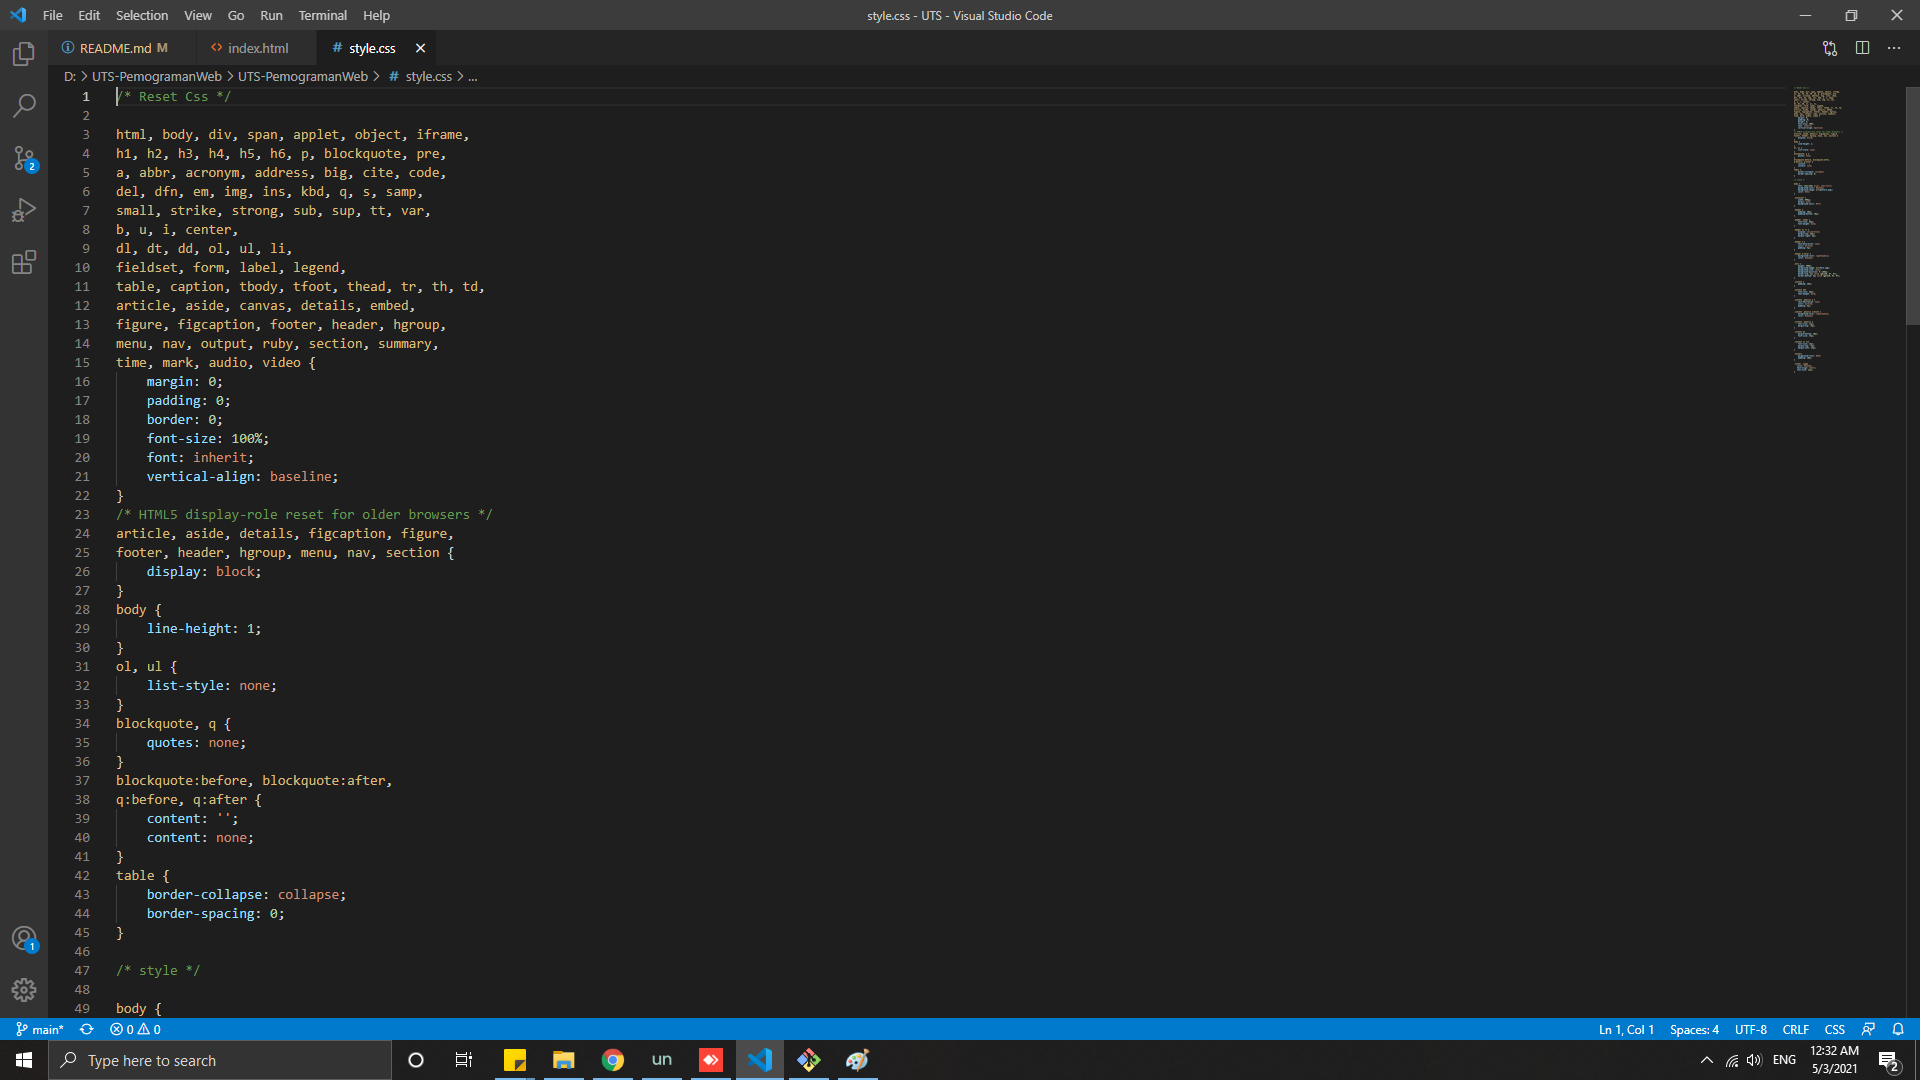 File Edit Selection View Go Run Terminal Help
style.css - UTS - Visual Studio Code
README.md M
index.html
# style.css
D: > UTS-PemogramanWeb > UTS-PemogramanWeb > # style.css > ...
1 /* Reset Css */
2
3 html, body, div, span, applet, object, iframe,
4 h1, h2, h3, h4, h5, h6, p, blockquote, pre,
5 a, abbr, acronym, address, big, cite, code,
6 del, dfn, em, img, ins, kbd, q, s, samp,
7 small, strike, strong, sub, sup, tt, var,
8 b, u, i, center,
9 dl, dt, dd, ol, ul, li,
10 fieldset, form, label, legend,
11 table, caption, tbody, tfoot, thead, tr, th, td,
12 article, aside, canvas, details, embed,
13 figure, figcaption, footer, header, hgroup,
14 menu, nav, output, ruby, section, summary,
15 time, mark, audio, video {
16 margin: 0;
17 padding: 0;
18 border: 0;
19 font-size: 100%;
20 font: inherit;
21 vertical-align: baseline;
22 }
23 /* HTML5 display-role reset for older browsers */
24 article, aside, details, figcaption, figure,
25 footer, header, hgroup, menu, nav, section {
26 display: block;
27 }
28 body {
29 line-height: 1;
30 }
31 ol, ul {
32 list-style: none;
33 }
34 blockquote, q {
35 quotes: none;
36 }
37 blockquote:before, blockquote:after,
38 q:before, q:after {
39 content: '';
40 content: none;
41 }
42 table {
43 border-collapse: collapse;
44 border-spacing: 0;
45 }
46
47 /* style */
48
49 body {
2
1
main* 0 0
Ln 1, Col 1 Spaces: 4 UTF-8 CRLF CSS
Type here to search
un
ENG
12:32 AM
5/3/2021
2